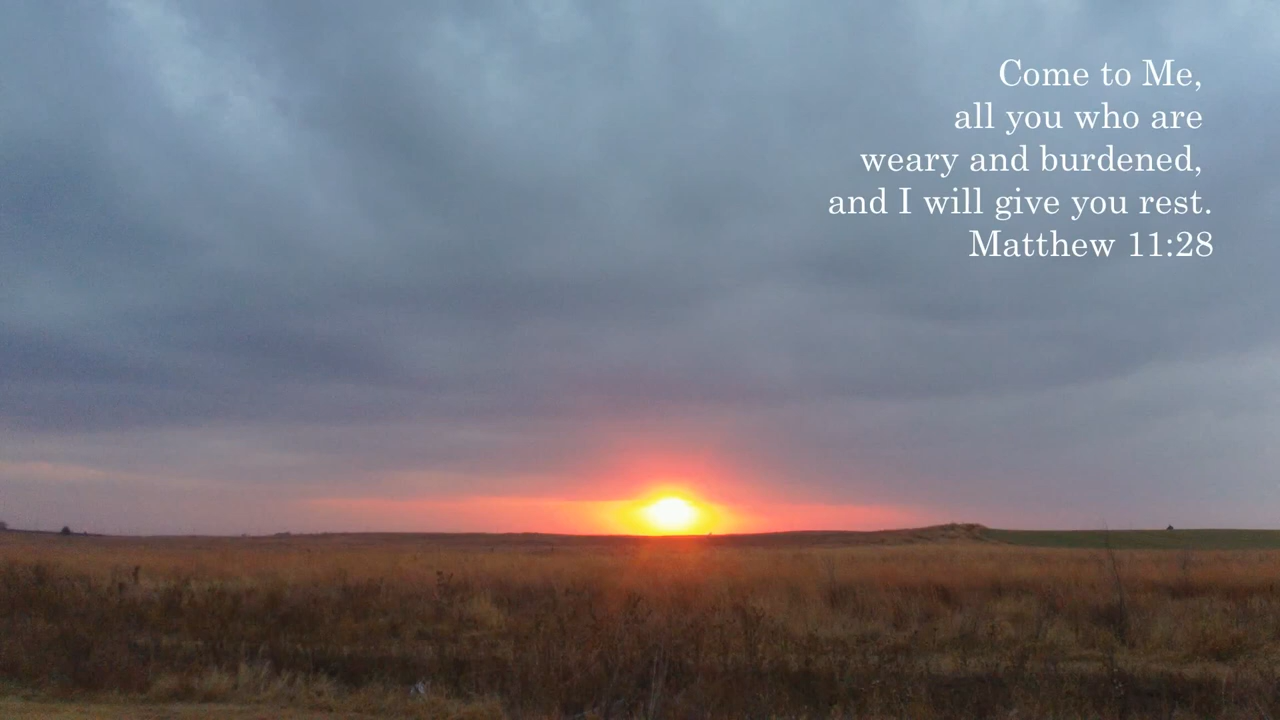 Come to Me,
all you who are
weary and burdened,
and I will give you rest.
Matthew 11:28